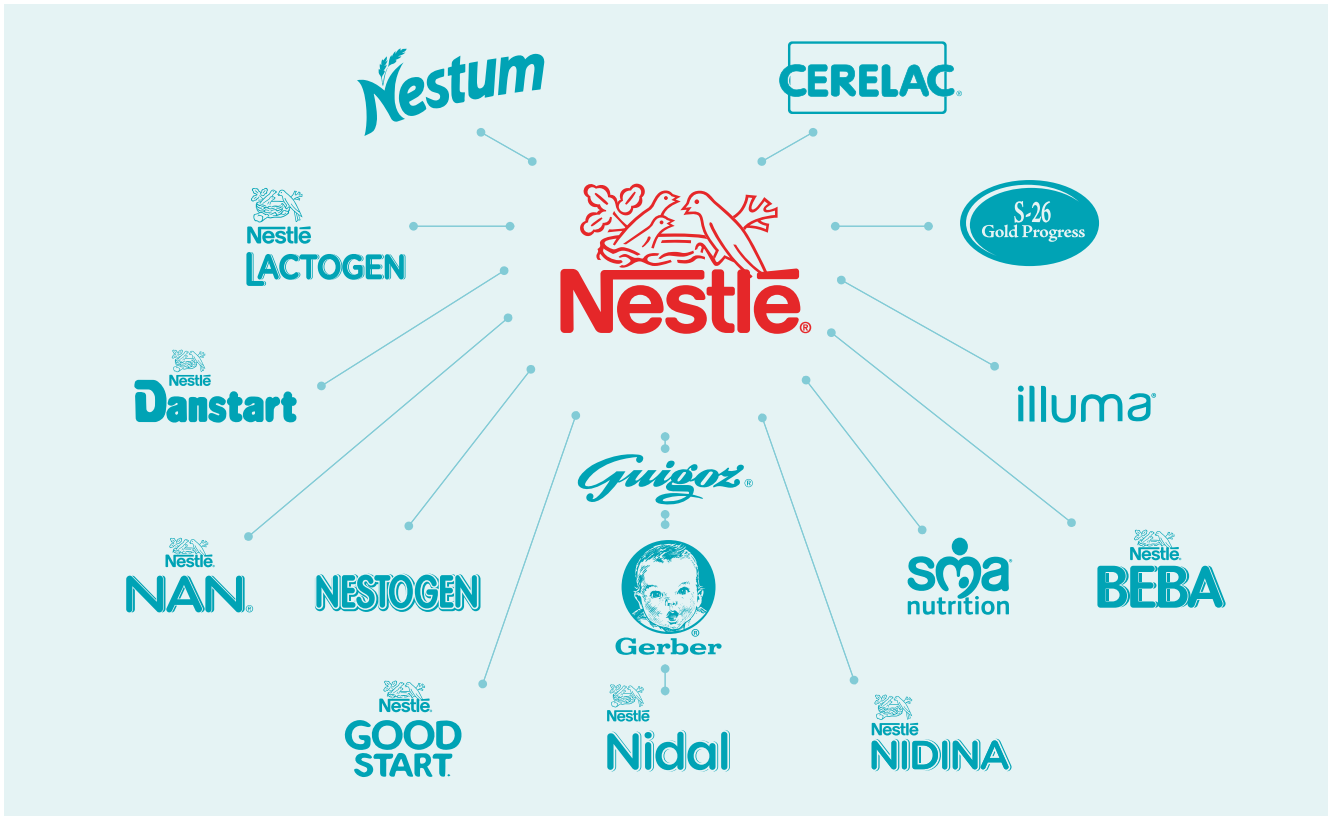 Nestum
CERELAC®
Nestlé
LACTOGEN
Nestlé®
S-26
Gold Progress
Nestlé
Danstart
illuma®
Guigoz®
Nestlé®
NAN®
NESTOGEN
Gerber®
sma®
nutrition
Nestlé®
BEBA
Nestlé®
GOOD
START®
Nestlé
Nidal
Nestlé
NIDINA